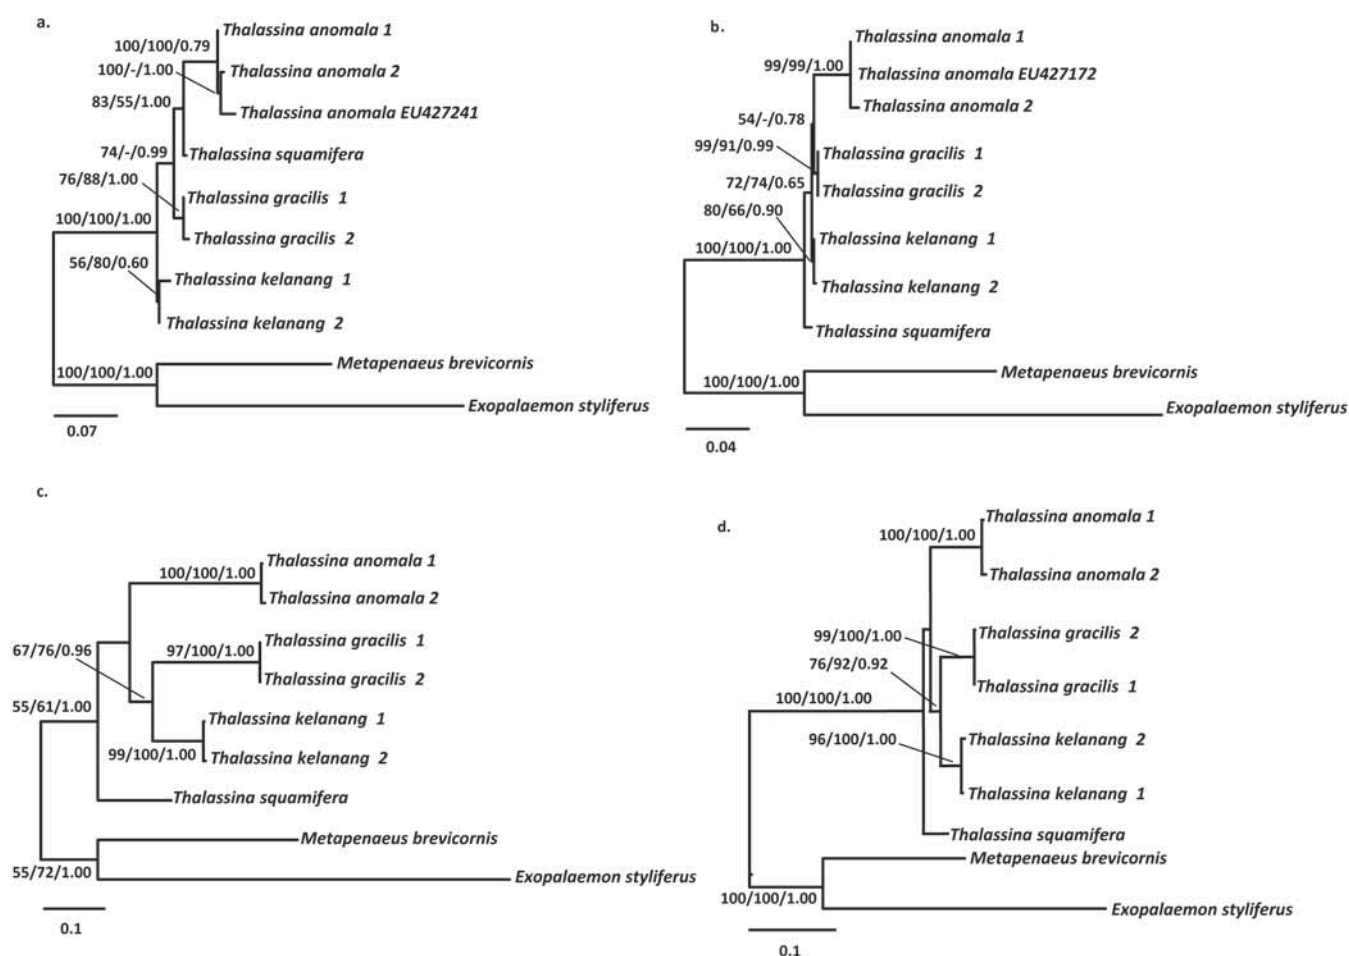 a.
Thalassina anomala 1
100/100/0.79
100/-/1.00
Thalassina anomala 2
83/55/1.00
Thalassina anomala EU427241
74/-/0.99
Thalassina squamifera
76/88/1.00
Thalassina gracilis 1
100/100/1.00
Thalassina gracilis 2
56/80/0.60
Thalassina kelanang 1
Thalassina kelanang 2
Metapenaeus brevicornis
100/100/1.00
Exopalaemon styliferus
0.07
b.
Thalassina anomala 1
99/99/1.00
Thalassina anomala EU427172
Thalassina anomala 2
54/-/0.78
99/91/0.99
Thalassina gracilis 1
72/74/0.65
Thalassina gracilis 2
80/66/0.90
Thalassina kelanang 1
100/100/1.00
Thalassina kelanang 2
Thalassina squamifera
Metapenaeus brevicornis
100/100/1.00
Exopalaemon styliferus
0.04
c.
Thalassina anomala 1
100/100/1.00
Thalassina anomala 2
67/76/0.96
Thalassina gracilis 1
97/100/1.00
Thalassina gracilis 2
55/61/1.00
Thalassina kelanang 1
99/100/1.00
Thalassina kelanang 2
Thalassina squamifera
Metapenaeus brevicornis
55/72/1.00
Exopalaemon styliferus
0.1
d.
Thalassina anomala 1
100/100/1.00
Thalassina anomala 2
99/100/1.00
Thalassina gracilis 2
76/92/0.92
Thalassina gracilis 1
100/100/1.00
96/100/1.00
Thalassina kelanang 2
Thalassina kelanang 1
Thalassina squamifera
Metapenaeus brevicornis
100/100/1.00
Exopalaemon styliferus
0.1